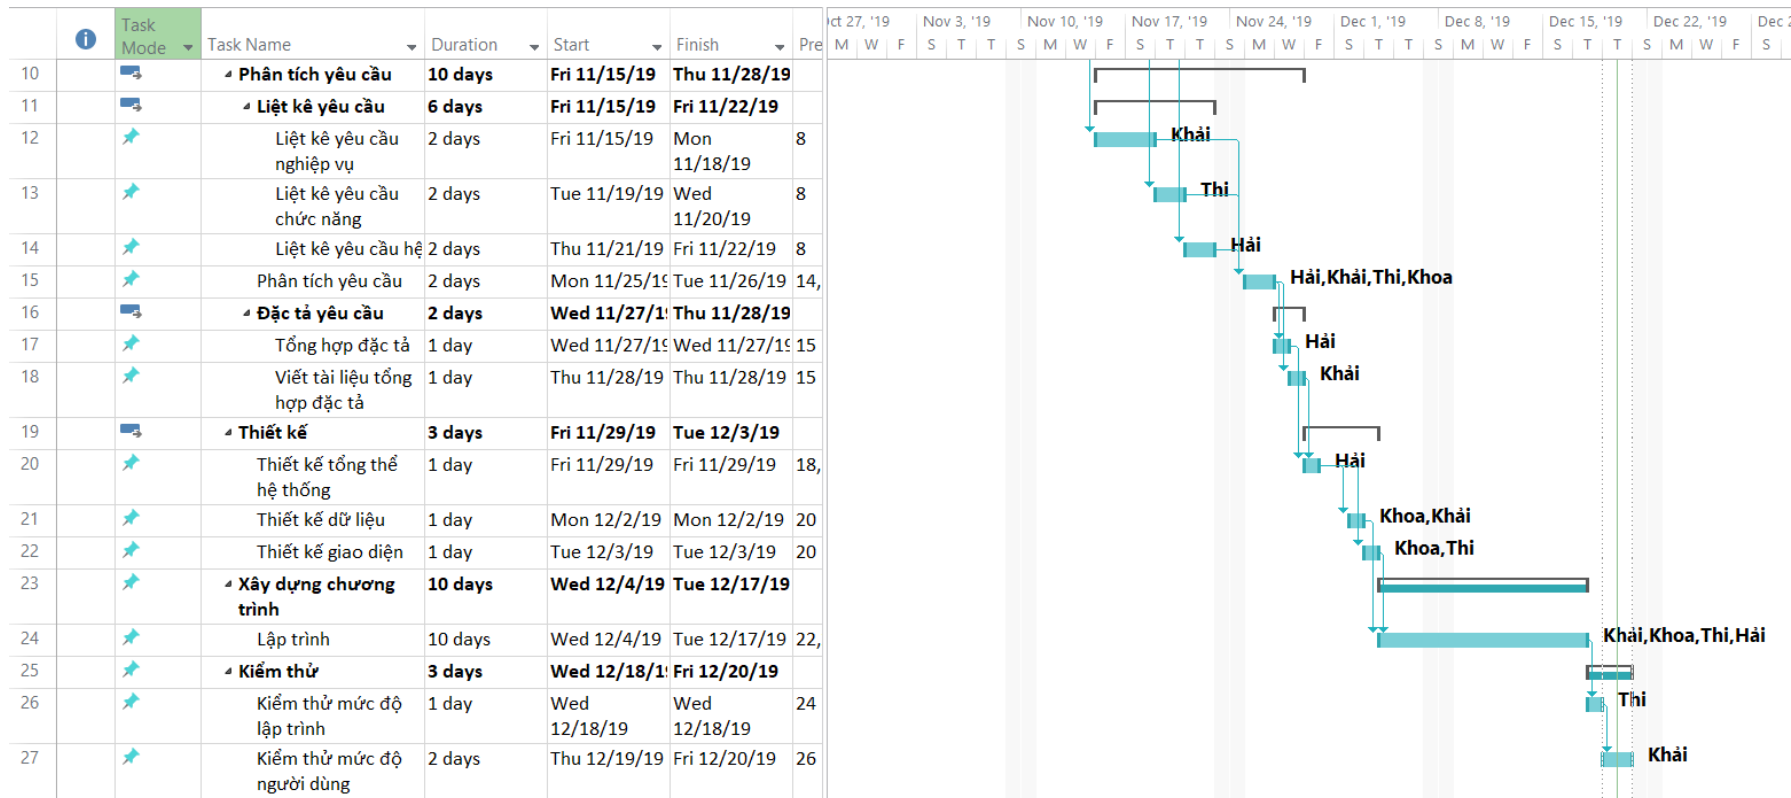 Task Mode Task Name Duration Start Finish Pre
ct 27, '19 Nov 3, '19 Nov 10, '19 Nov 17, '19 Nov 24, '19 Dec 1, '19 Dec 8, '19 Dec 15, '19 Dec 22, '19 Dec 2
M W F S T T S M W F S T T S M W F S T T S M W F S T T S M W F S
10 Phân tích yêu cầu 10 days Fri 11/15/19 Thu 11/28/19
11 Liệt kê yêu cầu 6 days Fri 11/15/19 Fri 11/22/19
12 Liệt kê yêu cầu 2 days Fri 11/15/19 Mon 8 Khải
nghiệp vụ 11/18/19
13 Liệt kê yêu cầu 2 days Tue 11/19/19 Wed 8 Thi
chức năng 11/20/19
14 Liệt kê yêu cầu hệ 2 days Thu 11/21/19 Fri 11/22/19 8 Hải
15 Phân tích yêu cầu 2 days Mon 11/25/19 Tue 11/26/19 14, Hải,Khải,Thi,Khoa
16 Đặc tả yêu cầu 2 days Wed 11/27/19 Thu 11/28/19
17 Tổng hợp đặc tả 1 day Wed 11/27/19 Wed 11/27/19 15 Hải
18 Viết tài liệu tổng 1 day Thu 11/28/19 Thu 11/28/19 15 Khải
hợp đặc tả
19 Thiết kế 3 days Fri 11/29/19 Tue 12/3/19
20 Thiết kế tổng thể 1 day Fri 11/29/19 Fri 11/29/19 18, Hải
hệ thống
21 Thiết kế dữ liệu 1 day Mon 12/2/19 Mon 12/2/19 20 Khoa,Khải
22 Thiết kế giao diện 1 day Tue 12/3/19 Tue 12/3/19 20 Khoa,Thi
23 Xây dựng chương 10 days Wed 12/4/19 Tue 12/17/19
trình
24 Lập trình 10 days Wed 12/4/19 Tue 12/17/19 22, Khải,Khoa,Thi,Hải
25 Kiểm thử 3 days Wed 12/18/19 Fri 12/20/19
26 Kiểm thử mức độ 1 day Wed Wed 24 Thi
lập trình 12/18/19 12/18/19
27 Kiểm thử mức độ 2 days Thu 12/19/19 Fri 12/20/19 26 Khải
người dùng